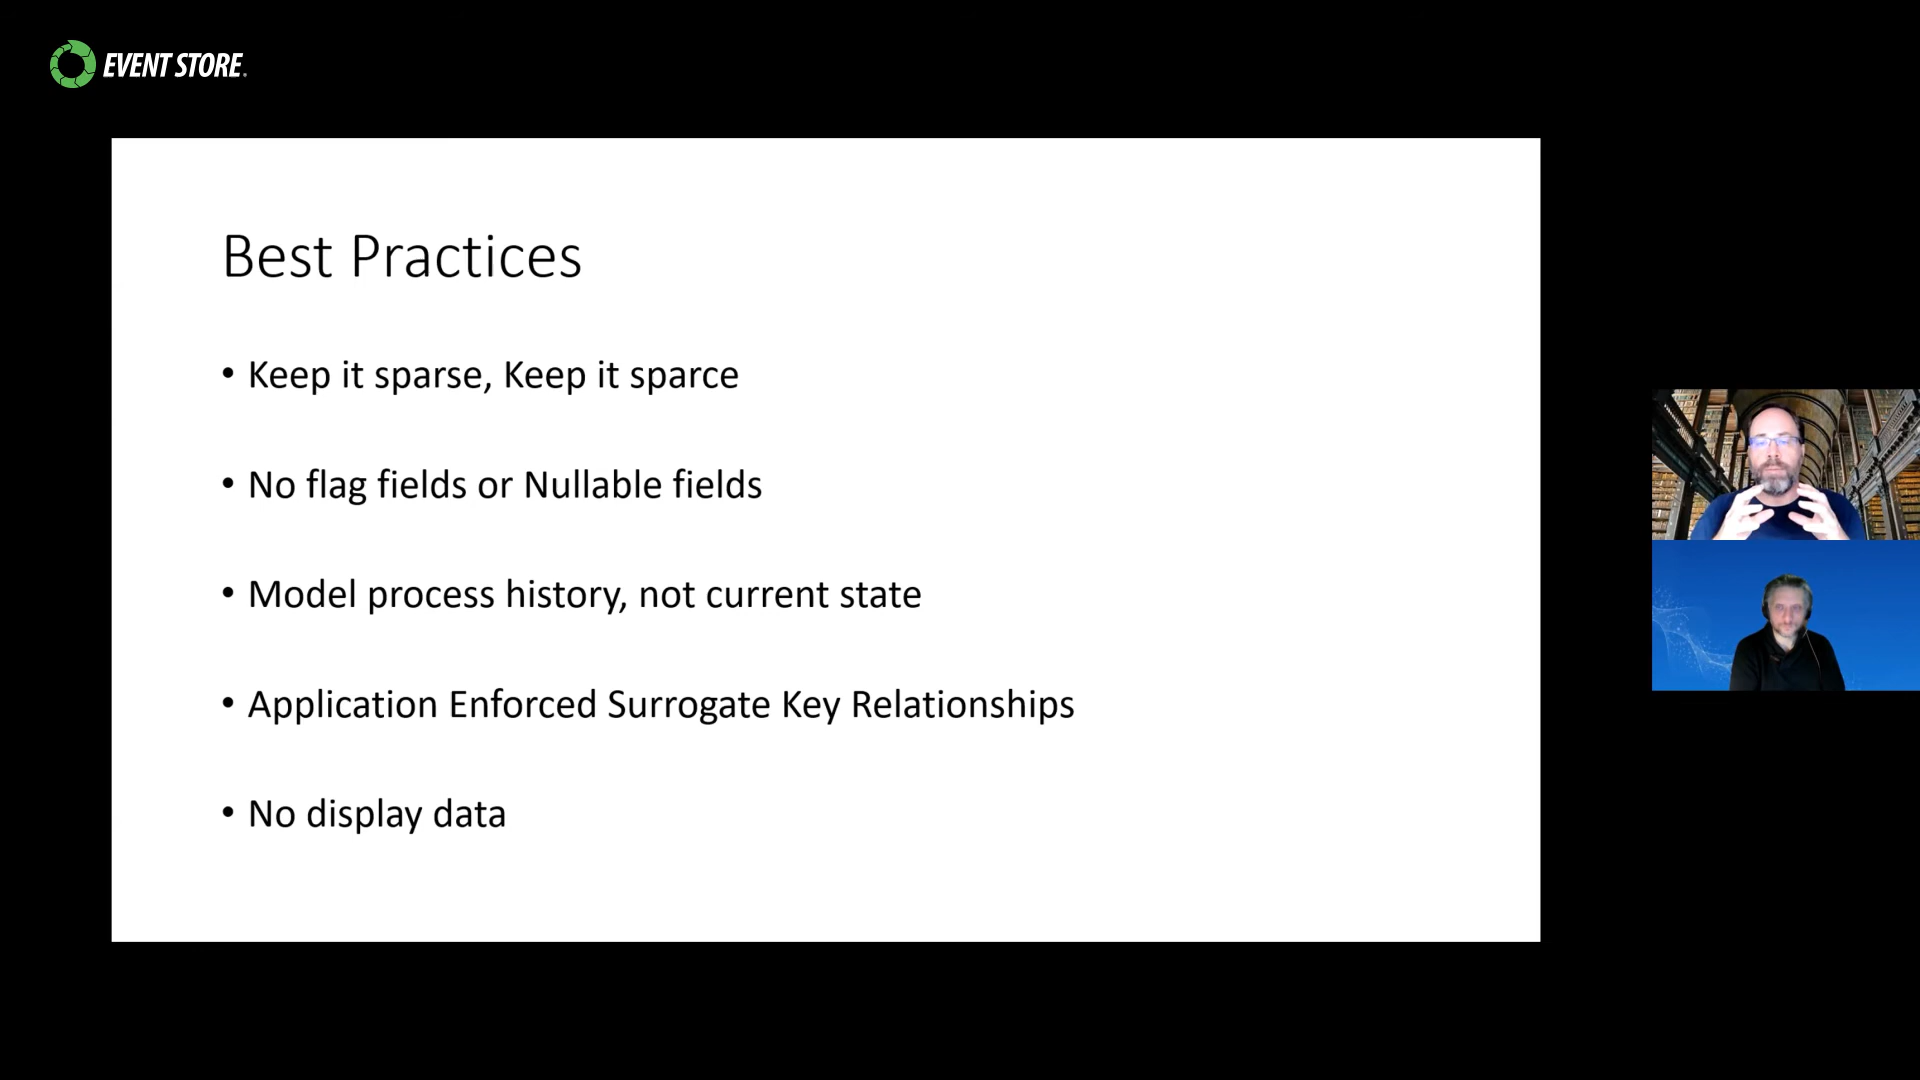 EVENT STORE
Best Practices
• Keep it sparse, Keep it sparce
• No flag fields or Nullable fields
• Model process history, not current state
• Application Enforced Surrogate Key Relationships
• No display data